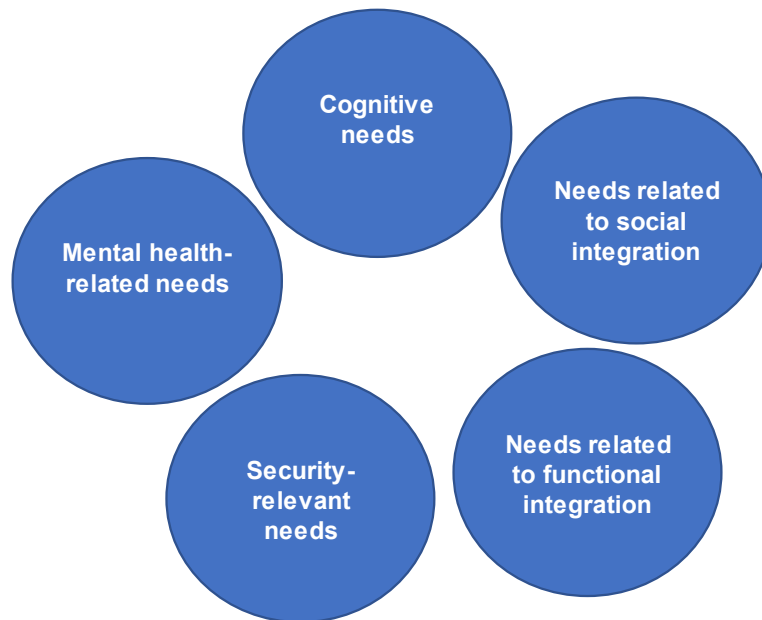 Cognitive
needs
Needs related
to social
integration
Mental health-
related needs
Needs related
to functional
integration
Security-
relevant
needs